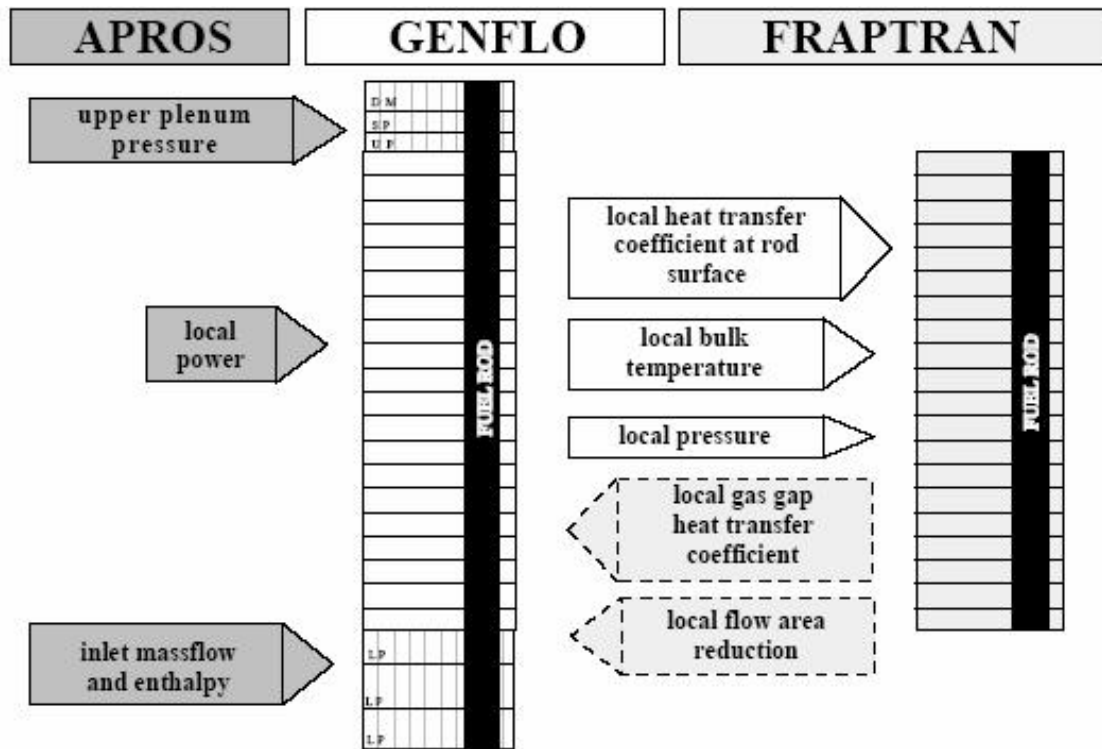 APROS
GENFLO
FRAPTRAN
upper plenum
pressure
D M
S P
U P
local heat transfer
coefficient at rod
surface
local
power
local bulk
temperature
FUEL ROD
FUEL ROD
local pressure
local gas gap
heat transfer
coefficient
local flow area
reduction
inlet massflow
and enthalpy
L P
L P
L P